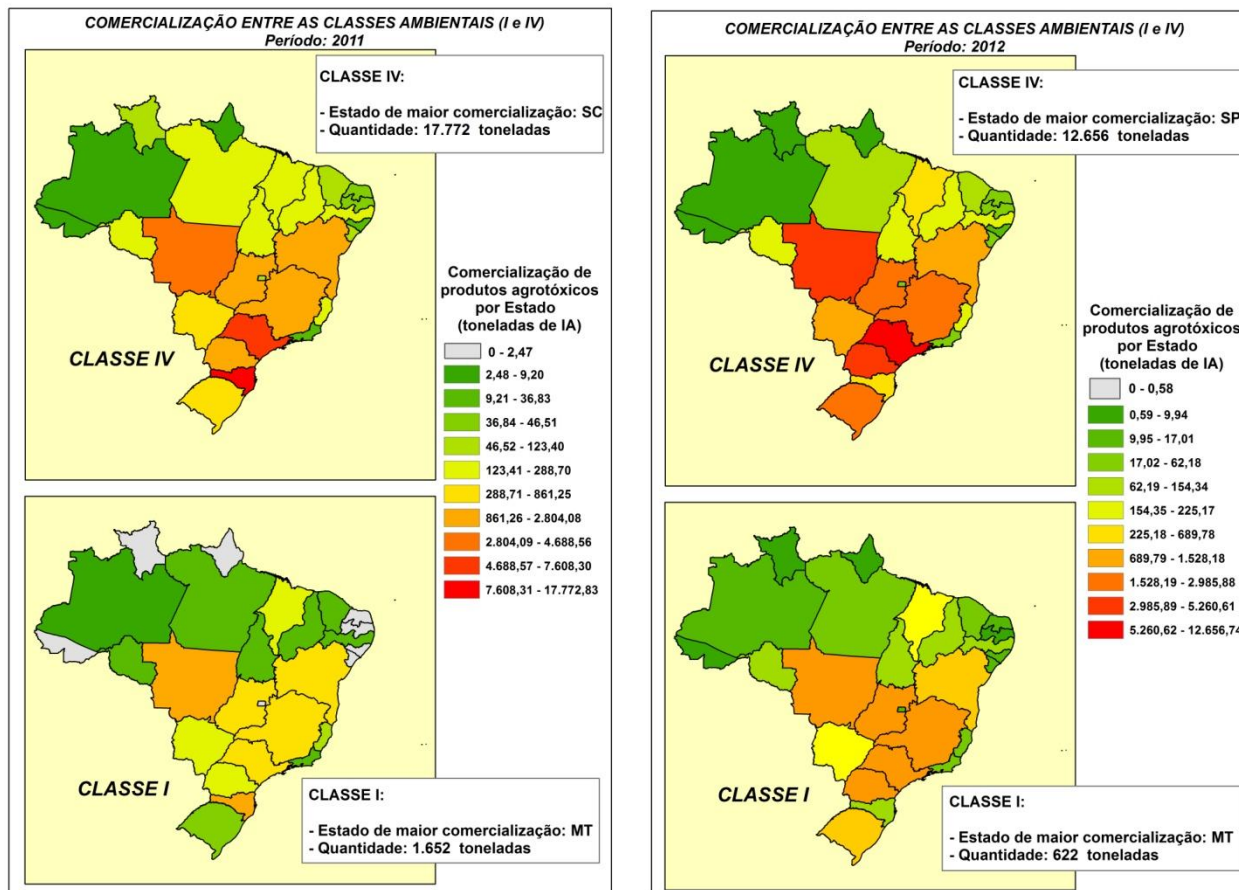 COMERCIALIZAÇÃO ENTRE AS CLASSES AMBIENTAIS (I e IV)
Período: 2011
CLASSE IV:
- Estado de maior comercialização: SC
- Quantidade: 17.772 toneladas
CLASSE IV
Comercialização de
produtos agrotóxicos
por Estado
(toneladas de IA)
0 - 2,47
2,48 - 9,20
9,21 - 36,83
36,84 - 46,51
46,52 - 123,40
123,41 - 288,70
288,71 - 861,25
861,26 - 2.804,08
2.804,09 - 4.688,56
4.688,57 - 7.608,30
7.608,31 - 17.772,83
CLASSE I
CLASSE I:
- Estado de maior comercialização: MT
- Quantidade: 1.652 toneladas
COMERCIALIZAÇÃO ENTRE AS CLASSES AMBIENTAIS (I e IV)
Período: 2012
CLASSE IV:
- Estado de maior comercialização: SP
- Quantidade: 12.656 toneladas
CLASSE IV
Comercialização de
produtos agrotóxicos
por Estado
(toneladas de IA)
0 - 0,58
0,59 - 9,94
9,95 - 17,01
17,02 - 62,18
62,19 - 154,34
154,35 - 225,17
225,18 - 689,78
689,79 - 1.528,18
1.528,19 - 2.985,88
2.985,89 - 5.260,61
5.260,62 - 12.656,74
CLASSE I
CLASSE I:
- Estado de maior comercialização: MT
- Quantidade: 622 toneladas